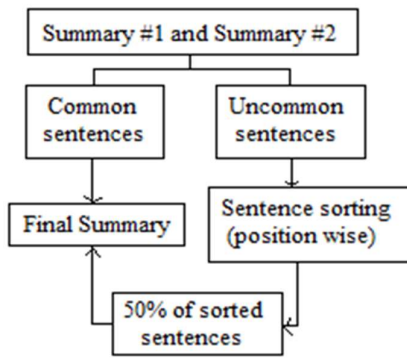 Summary #1 and Summary #2
Common
sentences
Uncommon
sentences
Final Summary
Sentence sorting
(position wise)
50% of sorted
sentences